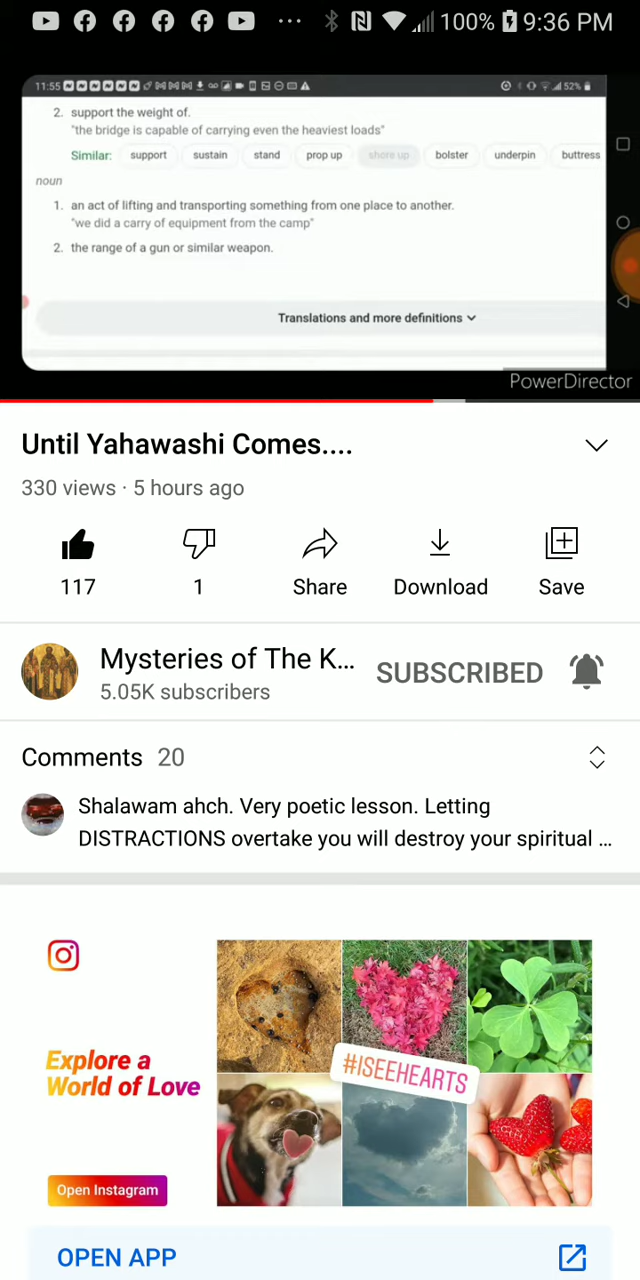 100% 9:36 PM
11:55 52%
2. support the weight of.
"the bridge is capable of carrying even the heaviest loads"
Similar: support sustain stand prop up shore up bolster underpin buttress
noun
1. an act of lifting and transporting something from one place to another.
"we did a carry of equipment from the camp"
2. the range of a gun or similar weapon.
Translations and more definitions
PowerDirector
Until Yahawashi Comes....
330 views · 5 hours ago
117 1 Share Download Save
Mysteries of The K... SUBSCRIBED
5.05K subscribers
Comments 20
Shalawam ahch. Very poetic lesson. Letting
DISTRACTIONS overtake you will destroy your spiritual ...
Explore a
World of Love
#ISEEHEARTS
Open Instagram
OPEN APP